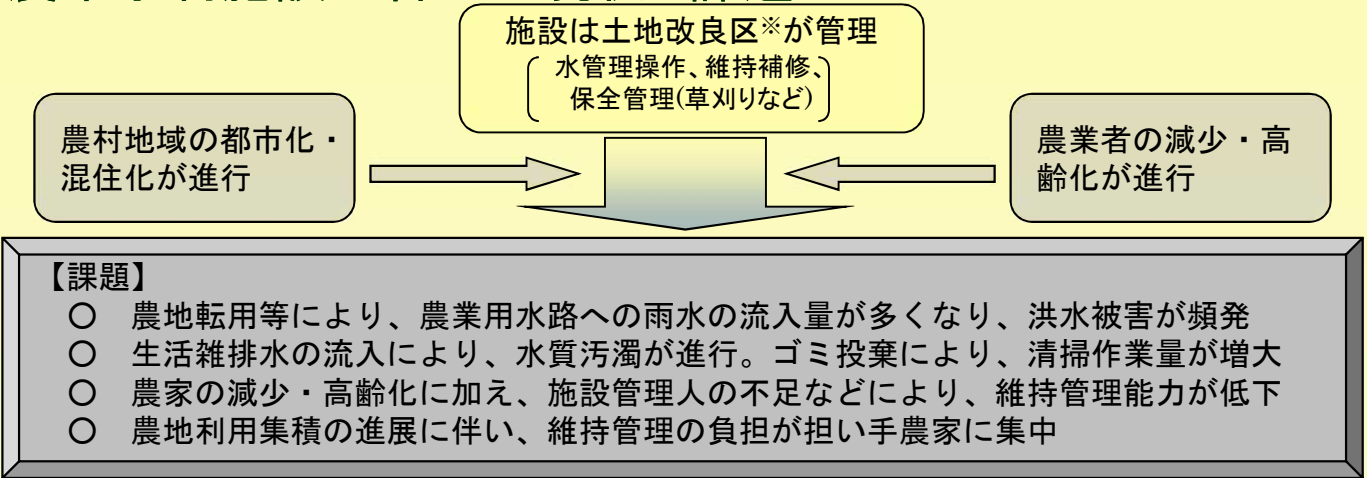 施設は土地改良区※が管理
水管理操作、維持補修、
保全管理(草刈りなど)
農村地域の都市化・
混住化が進行
農業者の減少・高
齢化が進行
【課題】
○ 農地転用等により、農業用水路への雨水の流入量が多くなり、洪水被害が頻発
○ 生活雑排水の流入により、水質汚濁が進行。ゴミ投棄により、清掃作業量が増大
○ 農家の減少・高齢化に加え、施設管理人の不足などにより、維持管理能力が低下
○ 農地利用集積の進展に伴い、維持管理の負担が担い手農家に集中